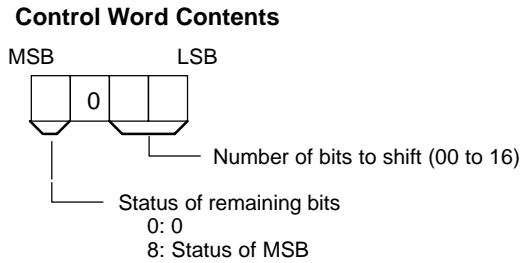 Control Word Contents
MSB LSB
0
Number of bits to shift (00 to 16)
Status of remaining bits
0: 0
8: Status of MSB